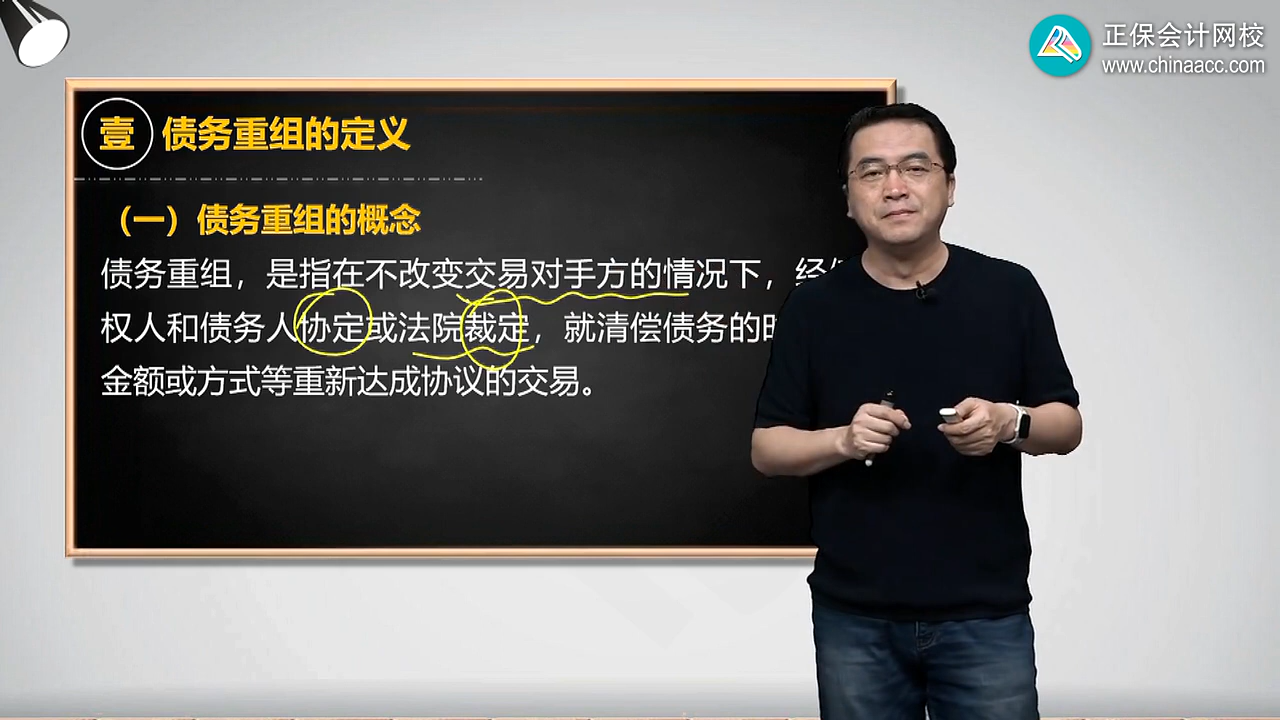 正保会计网校
www.chinaacc.com
壹 债务重组的定义
（一）债务重组的概念
债务重组，是指在不改变交易对手方的情况下，经
权人和债务人协定或法院裁定，就清偿债务的
金额或方式等重新达成协议的交易。